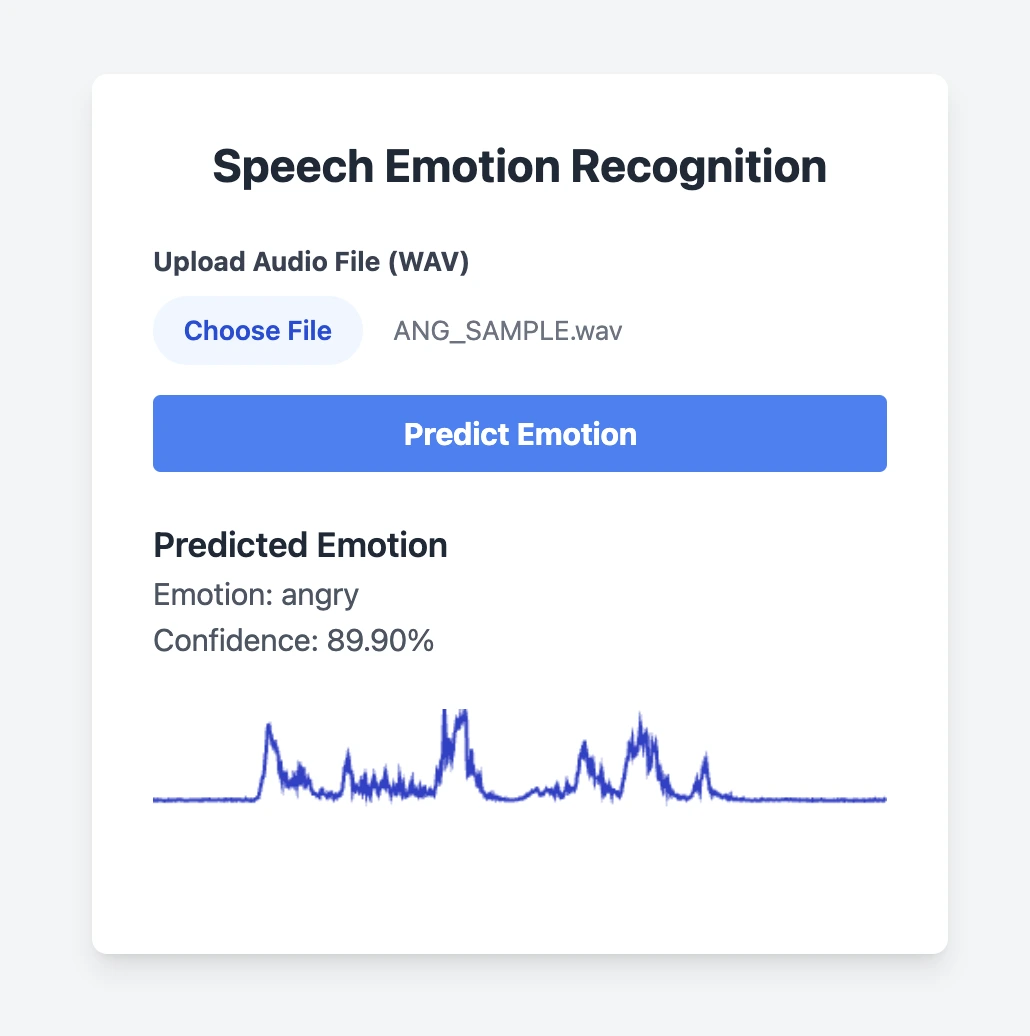 Speech Emotion Recognition
Upload Audio File (WAV)
Choose File ANG_SAMPLE.wav
Predict Emotion
Predicted Emotion
Emotion: angry
Confidence: 89.90%